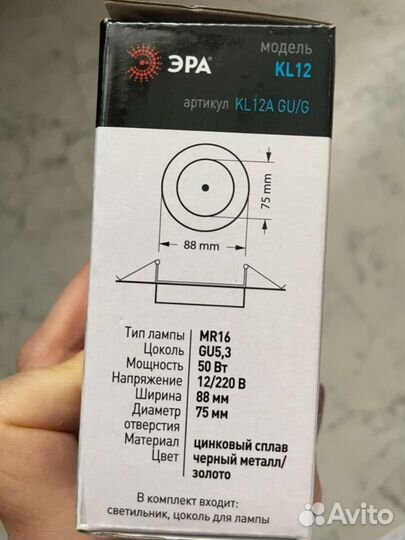 модель
ЭРА
KL12
артикул KL12A GU/G
75 mm
88 mm
Тип лампы MR16
Цоколь GU5,3
Мощность 50 Вт
Напряжение 12/220 В
Ширина 88 мм
Диаметр 75 мм
отверстия
Материал цинковый сплав
Цвет черный металл/
золото
В комплект входит:
светильник, цоколь для лампы
Avito